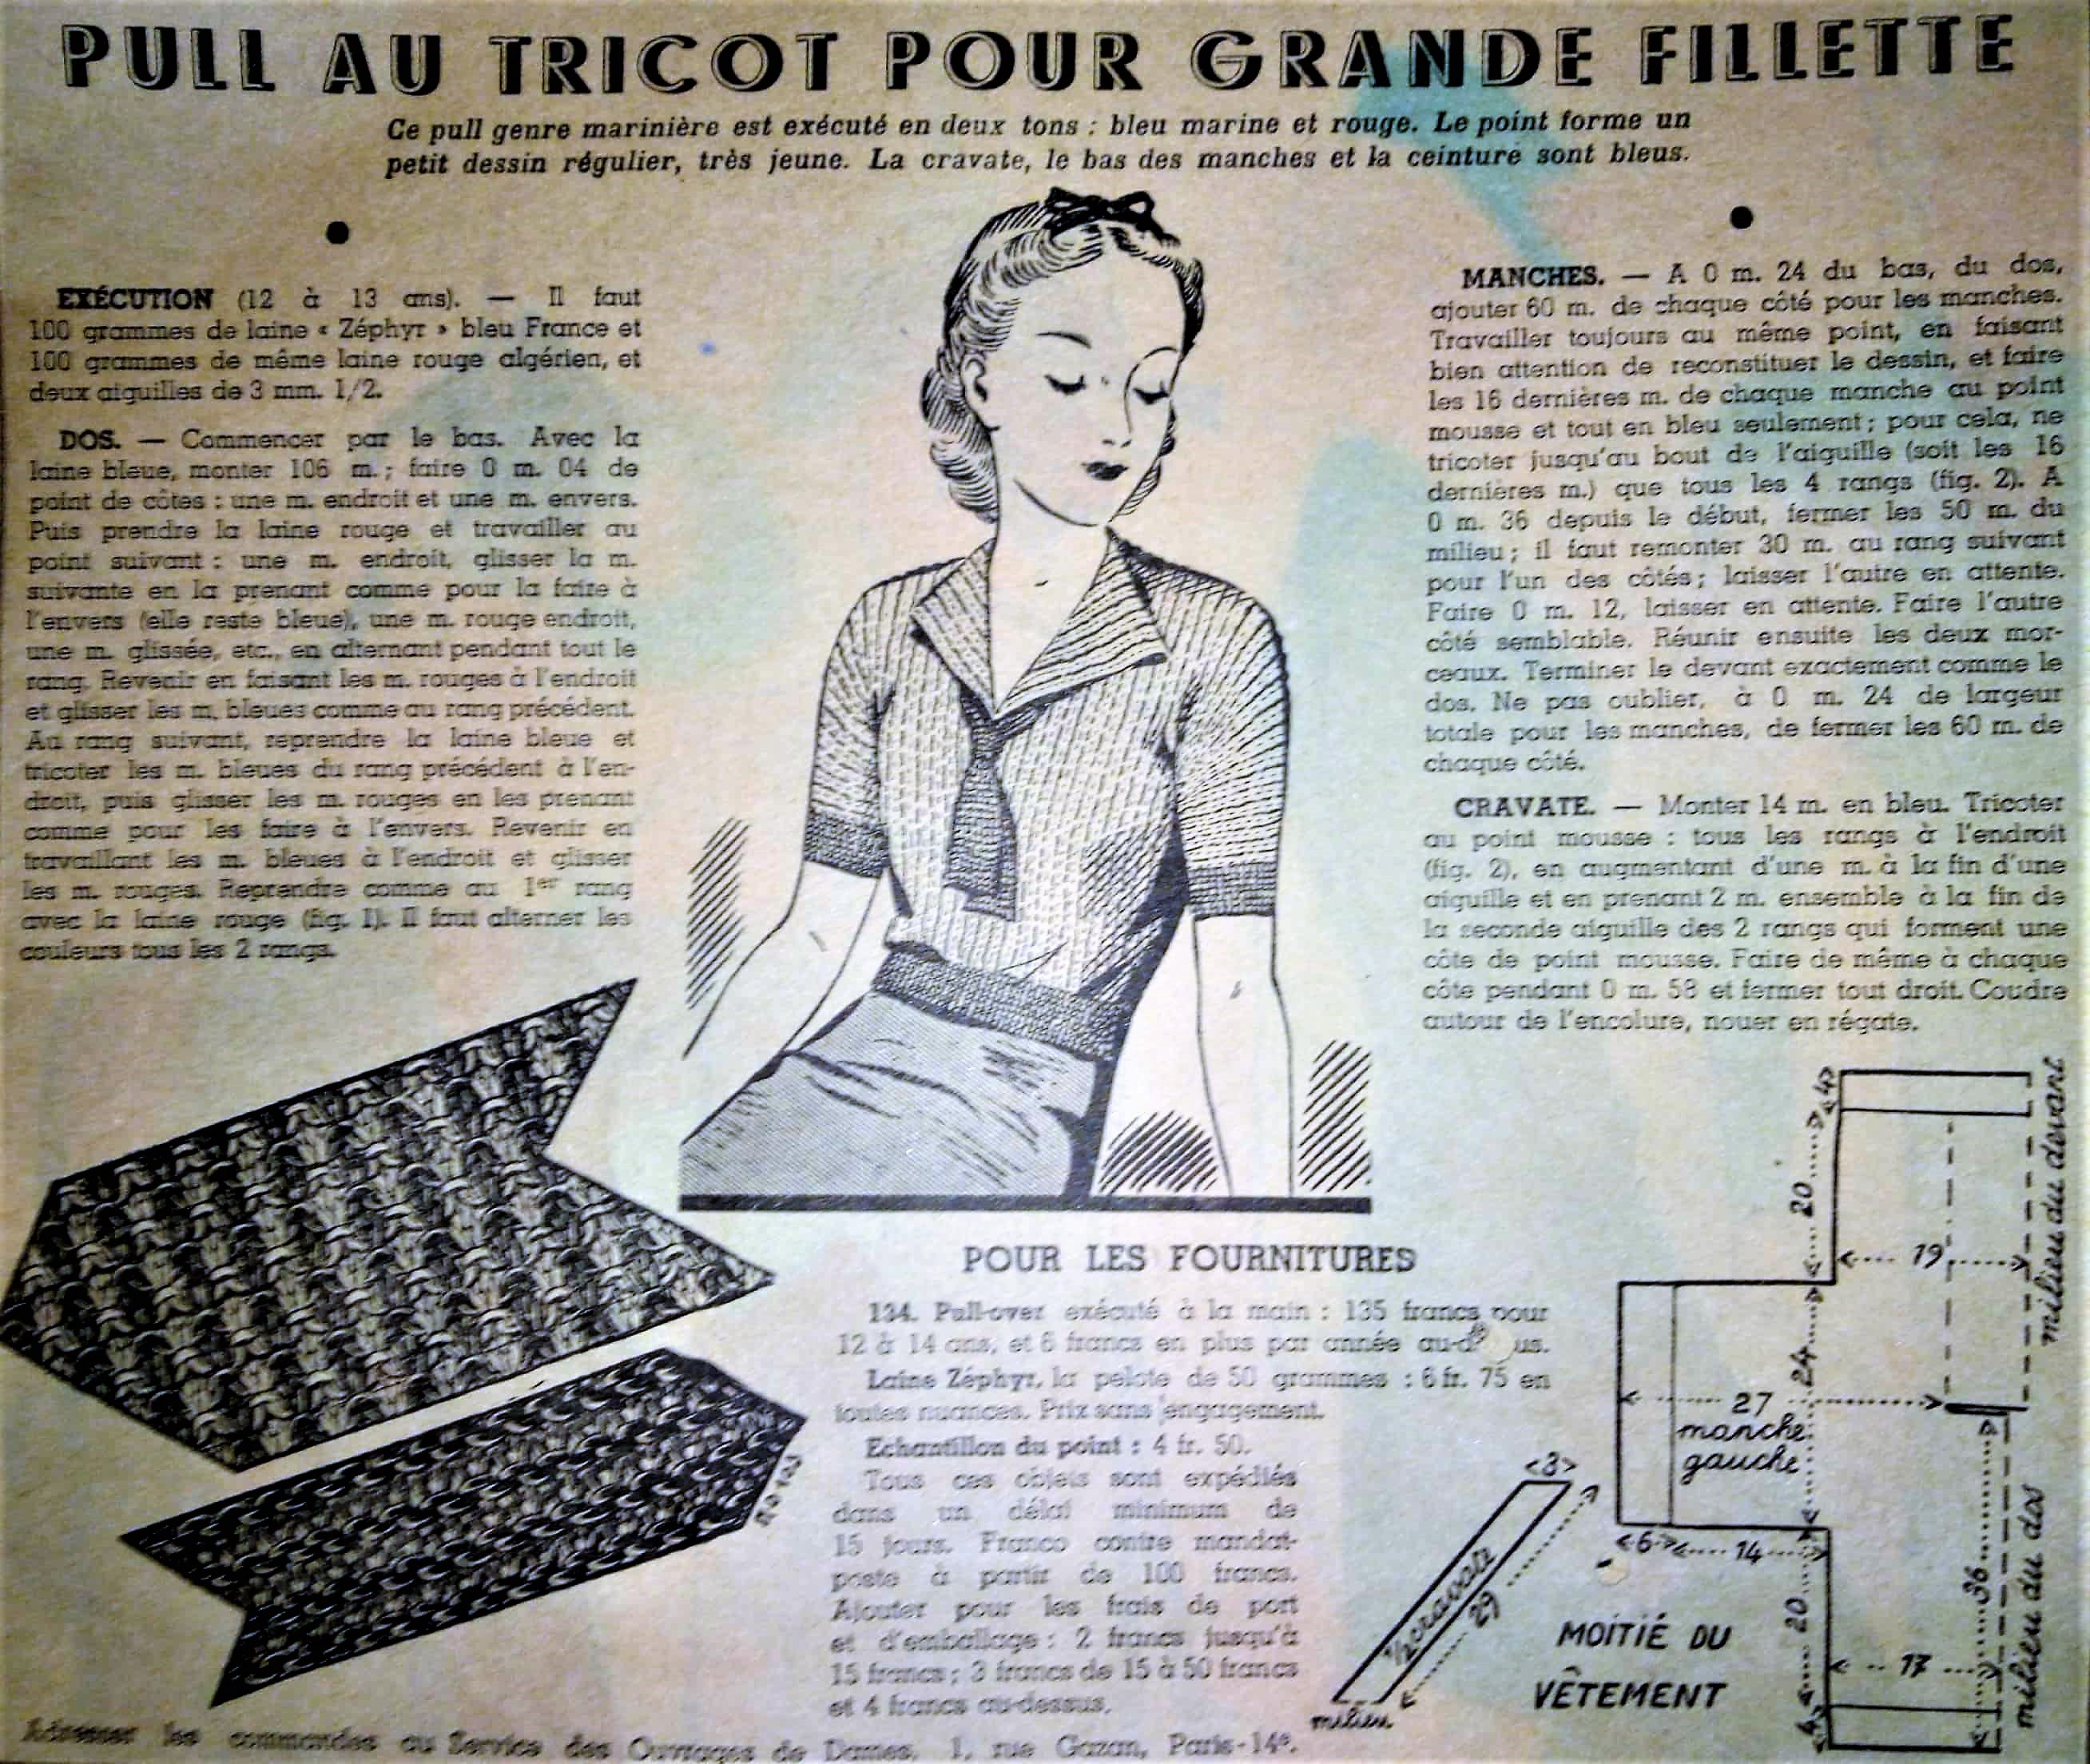 PULL AU TRICOT POUR GRANDE FILLETTE
Ce pull genre marinière est exécuté en deux tons : bleu marine et rouge. Le point forme un
petit dessin régulier, très jeune. La cravate, le bas des manches et la ceinture sont bleus.
EXÉCUTION (12 à 13 ans). — Il faut
100 grammes de laine « Zéphyr » bleu France et
100 grammes de même laine rouge algérien, et
deux aiguilles de 3 mm. 1/2.
DOS. — Commencer par le bas. Avec la
laine bleue, monter 106 m. ; faire 0 m. 04 de
point de côtes : une m. endroit et une m. envers.
Puis prendre la laine rouge et travailler au
point suivant : une m. endroit, glisser la m.
suivante en la prenant comme pour la faire à
l'envers (elle reste bleue), une m. rouge endroit,
une m. glissée, etc., en alternant pendant tout le
rang. Revenir en faisant les m. rouges à l'endroit
et glisser les m. bleues comme au rang précédent.
Au rang suivant, reprendre la laine bleue et
tricoter les m. bleues du rang précédent à l'en-
droit, puis glisser les m. rouges en les prenant
comme pour les faire à l'envers. Revenir en
travaillant les m. bleues à l'endroit et glisser
les m. rouges. Reprendre comme au 1er rang
avec la laine rouge (fig. 1). Il faut alterner les
couleurs tous les 2 rangs.
MANCHES. — A 0 m. 24 du bas, du dos,
ajouter 60 m. de chaque côté pour les manches.
Travailler toujours au même point, en faisant
bien attention de reconstituer le dessin, et faire
les 16 dernières m. de chaque manche au point
mousse et tout en bleu seulement ; pour cela, ne
tricoter jusqu'au bout de l'aiguille (soit les 16
dernières m.) que tous les 4 rangs (fig. 2). A
0 m. 36 depuis le début, fermer les 50 m. du
milieu ; il faut remonter 30 m. au rang suivant
pour l'un des côtés ; laisser l'autre en attente.
Faire 0 m. 12, laisser en attente. Faire l'autre
côté semblable. Réunir ensuite les deux mor-
ceaux. Terminer le devant exactement comme le
dos. Ne pas oublier, à 0 m. 24 de largeur
totale pour les manches, de fermer les 60 m. de
chaque côté.
CRAVATE. — Monter 14 m. en bleu. Tricoter
au point mousse : tous les rangs à l'endroit
(fig. 2), en augmentant d'une m. à la fin d'une
aiguille et en prenant 2 m. ensemble à la fin de
la seconde aiguille des 2 rangs qui forment une
côte de point mousse. Faire de même à chaque
côte pendant 0 m. 58 et fermer tout droit. Coudre
autour de l'encolure, nouer en régate.
POUR LES FOURNITURES
134. Pull-over exécuté à la main : 135 francs pour
12 à 14 ans, et 6 francs en plus par année
Laine Zéphyr, la pelote de 50 grammes : 6 fr. 75 en
toutes nuances. Prix sans engagement.
Echantillon du point : 4 fr. 50.
Tous ces objets sont expédiés
dans un délai minimum de
15 jours. Franco contre mandat-
poste à partir de 100 francs.
Ajouter pour les frais de port
et d'emballage : 2 francs jusqu'à
15 francs ; 3 francs de 15 à 50 francs
et 4 francs au-dessus.
Adresser les commandes au Service des Ouvrages de Dames, 1, rue Gazan, Paris-14e.
4
20
19
milieu du devant
24
27
manche
gauche
6
14
36
20
17
4
milieu du dos
3
1/2 cravate
29
milieu
MOITIÉ DU
VÊTEMENT